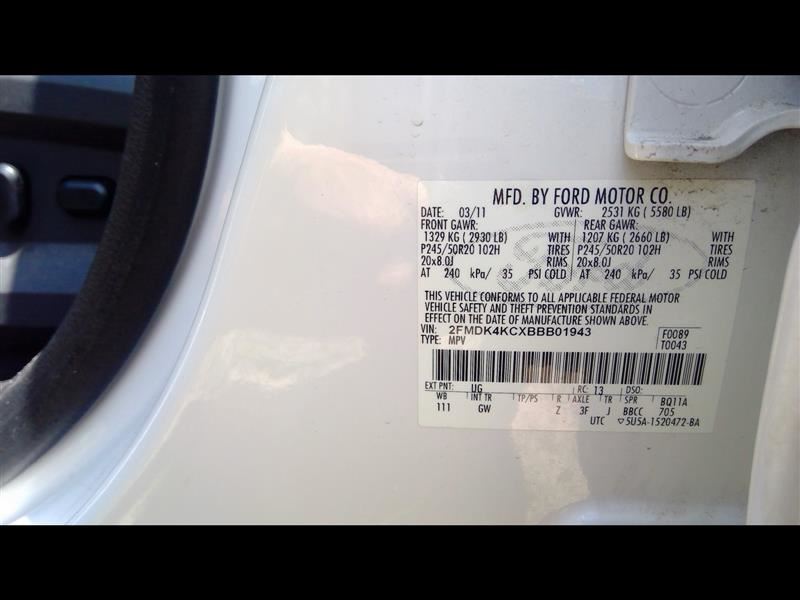 MFD. BY FORD MOTOR CO.
DATE: 03/11 GVWR: 2531 KG ( 5580 LB)
FRONT GAWR: REAR GAWR:
1329 KG ( 2930 LB) WITH 1207 KG ( 2660 LB) WITH
P245/50R20 102H TIRES P245/50R20 102H TIRES
20x8.0J RIMS 20x8.0J RIMS
AT 240 kPa/ 35 PSI COLD AT 240 kPa/ 35 PSI COLD
Ford
THIS VEHICLE CONFORMS TO ALL APPLICABLE FEDERAL MOTOR
VEHICLE SAFETY AND THEFT PREVENTION STANDARDS IN
EFFECT ON THE DATE OF MANUFACTURE SHOWN ABOVE.
VIN: 2FMDK4KCXBBB01943 F0089
TYPE: MPV T0043
EXT PNT: UG RC: 13 DSO:
WB INT TR TP/PS R AXLE TR SPR BQ11A
111 GW Z 3F J BBCC 705
UTC ▽5U5A-1520472-BA